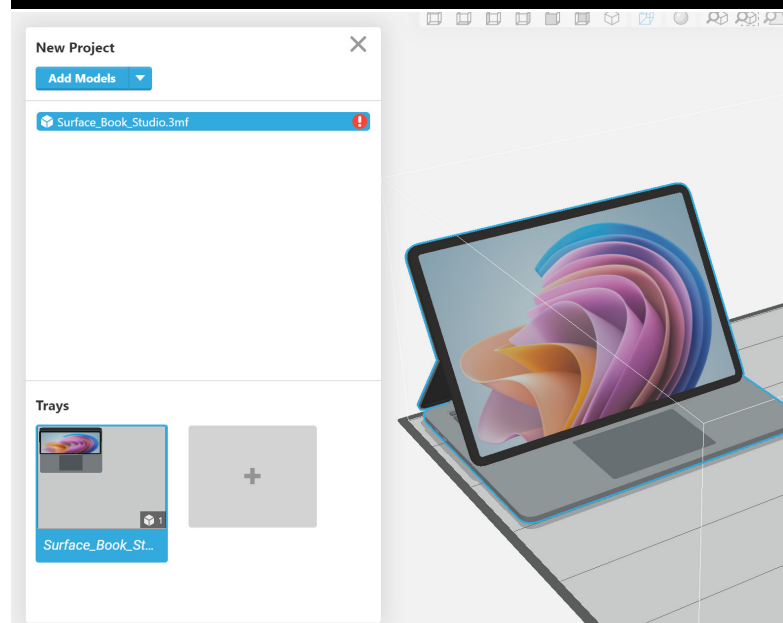 New Project
Add Models
Surface_Book_Studio.3mf
Trays
1
Surface_Book_St...